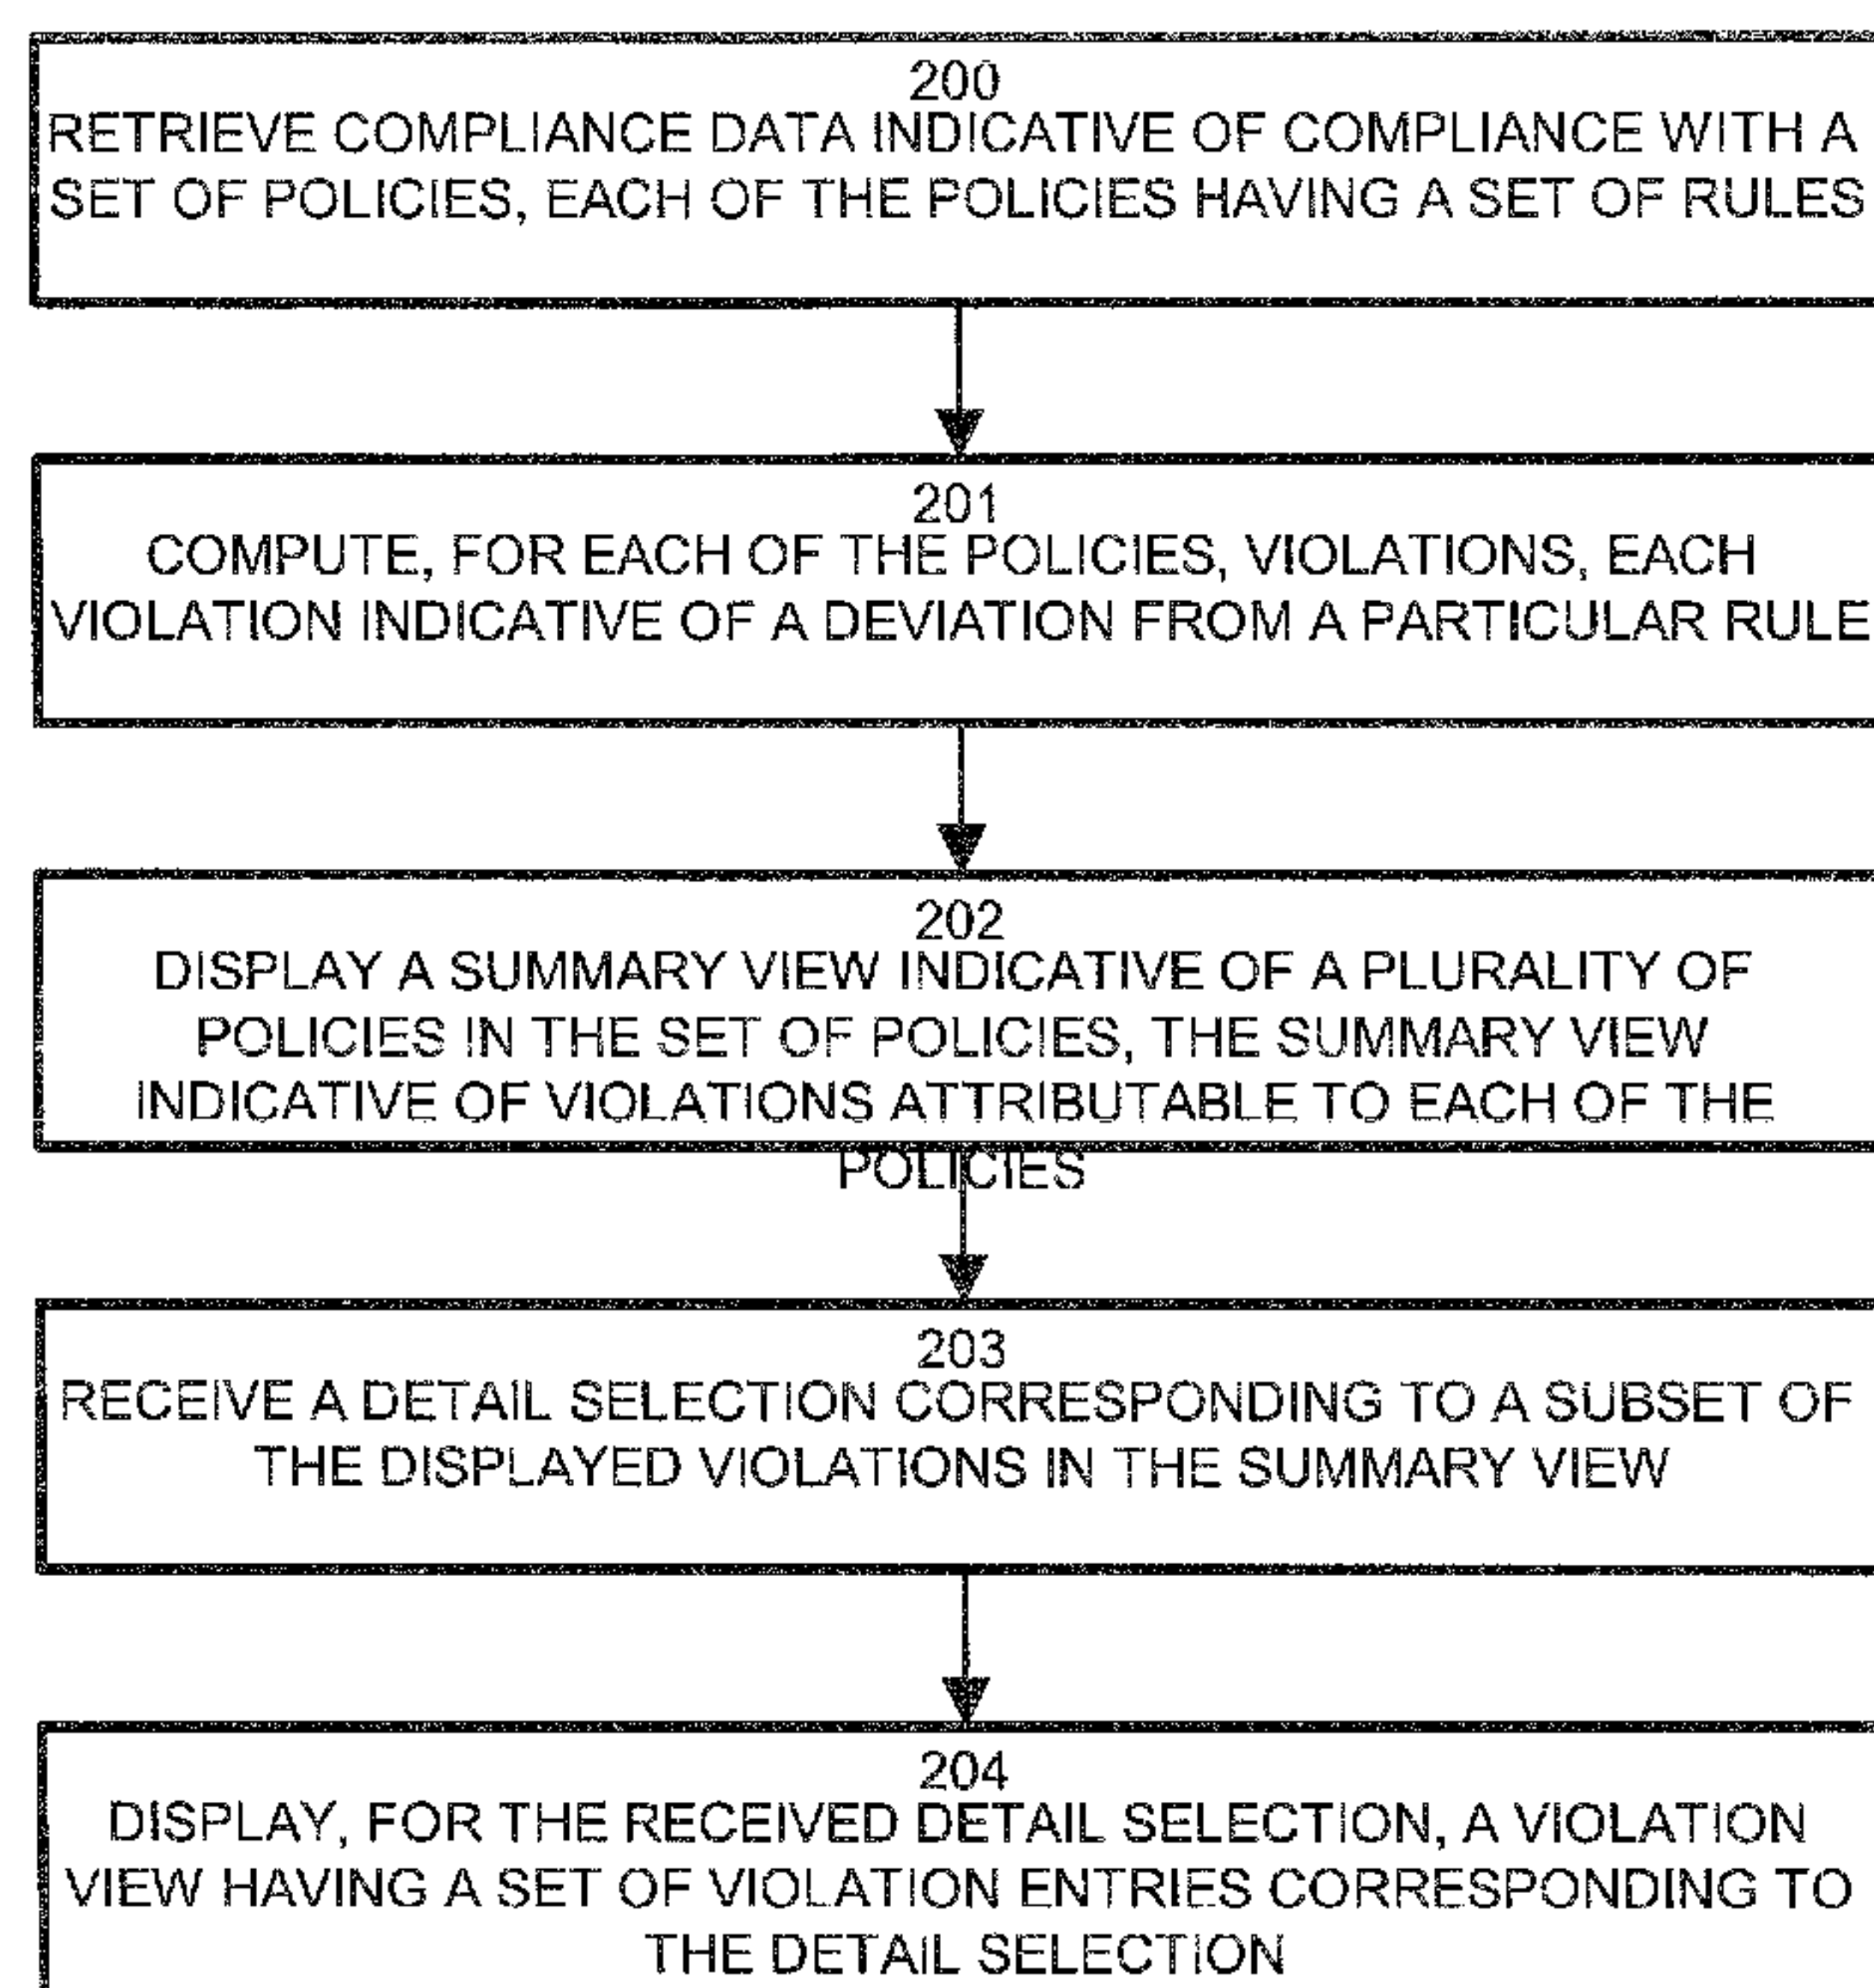 200
RETRIEVE COMPLIANCE DATA INDICATIVE OF COMPLIANCE WITH A
SET OF POLICIES, EACH OF THE POLICIES HAVING A SET OF RULES
201
COMPUTE, FOR EACH OF THE POLICIES, VIOLATIONS, EACH
VIOLATION INDICATIVE OF A DEVIATION FROM A PARTICULAR RULE
202
DISPLAY A SUMMARY VIEW INDICATIVE OF A PLURALITY OF
POLICIES IN THE SET OF POLICIES, THE SUMMARY VIEW
INDICATIVE OF VIOLATIONS ATTRIBUTABLE TO EACH OF THE
POLICIES
203
RECEIVE A DETAIL SELECTION CORRESPONDING TO A SUBSET OF
THE DISPLAYED VIOLATIONS IN THE SUMMARY VIEW
204
DISPLAY, FOR THE RECEIVED DETAIL SELECTION, A VIOLATION
VIEW HAVING A SET OF VIOLATION ENTRIES CORRESPONDING TO
THE DETAIL SELECTION